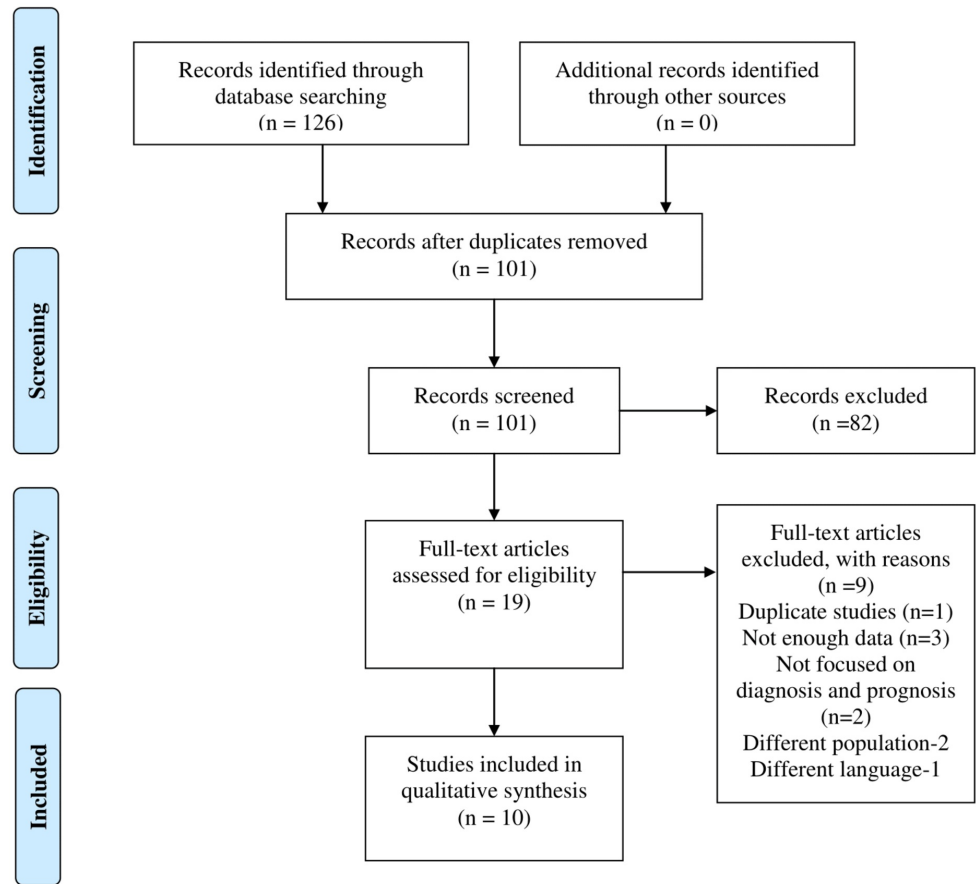 Identification
Records identified through
database searching
(n = 126)
Additional records identified
through other sources
(n = 0)
Records after duplicates removed
(n = 101)
Screening
Records screened
(n = 101)
Records excluded
(n =82)
Eligibility
Full-text articles
assessed for eligibility
(n = 19)
Full-text articles
excluded, with reasons
(n =9)
Duplicate studies (n=1)
Not enough data (n=3)
Not focused on
diagnosis and prognosis
(n=2)
Different population-2
Different language-1
Included
Studies included in
qualitative synthesis
(n = 10)